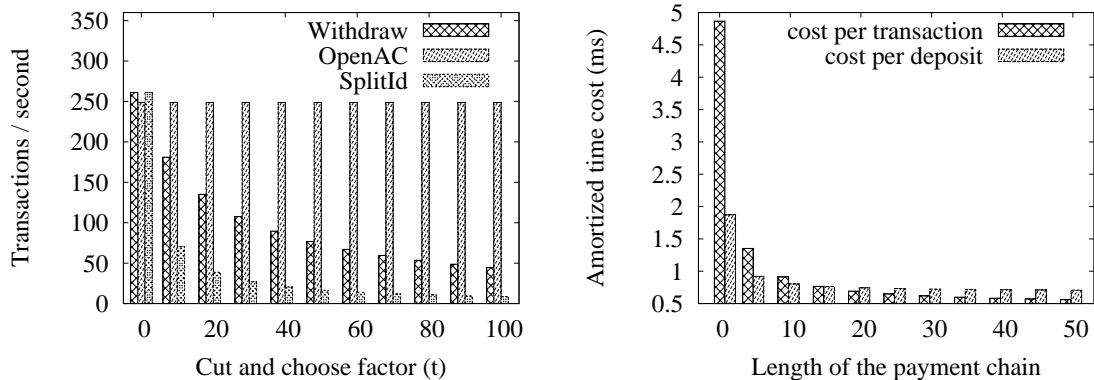 Transactions / second
350
300
250
200
150
100
50
0
Withdraw
OpenAC
SplitId
0 20 40 60 80 100
Cut and choose factor (t)
Amortized time cost (ms)
5
4.5
4
3.5
3
2.5
2
1.5
1
0.5
cost per transaction
cost per deposit
0 10 20 30 40 50
Length of the payment chain